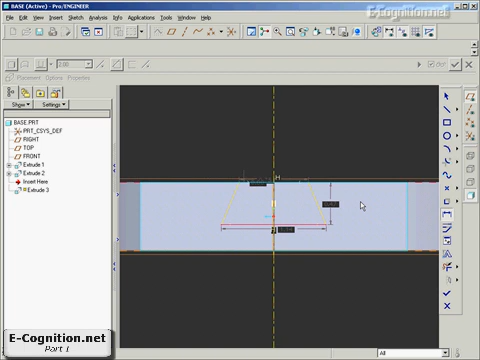 BASE (Active) - Pro/ENGINEER
E-Cognition.net
File Edit View Insert Sketch Analysis Info Applications Tools Window Help
Placement Options Properties
Show Settings
BASE.PRT
PRT_CSYS_DEF
RIGHT
TOP
FRONT
Extrude 1
Extrude 2
Insert Here
Extrude 3
H
All
E-Cognition.net
Part 1